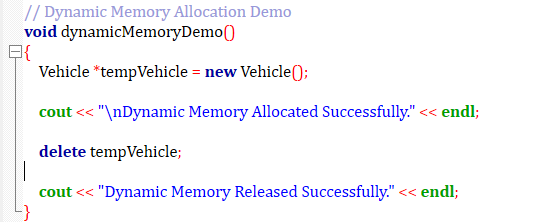 // Dynamic Memory Allocation Demo
void dynamicMemoryDemo()
{
Vehicle *tempVehicle = new Vehicle();
cout << "\nDynamic Memory Allocated Successfully." << endl;
delete tempVehicle;
cout << "Dynamic Memory Released Successfully." << endl;
}